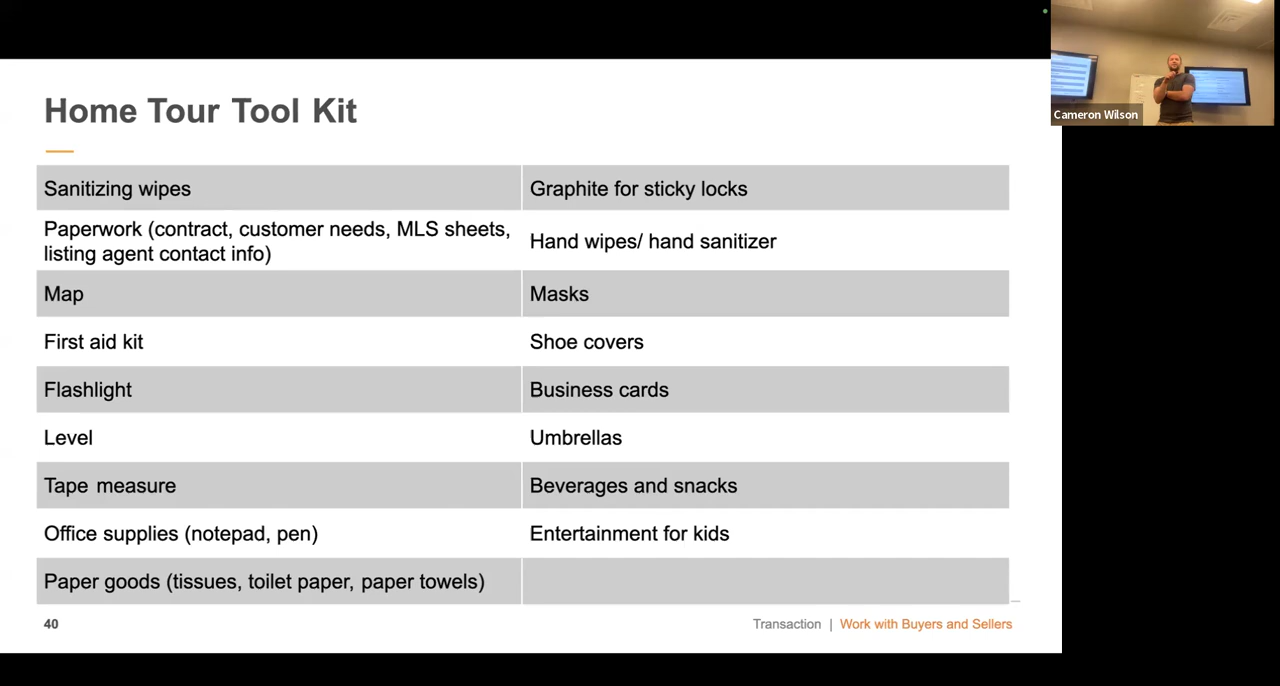 Home Tour Tool Kit
Sanitizing wipes
Graphite for sticky locks
Paperwork (contract, customer needs, MLS sheets,
listing agent contact info)
Hand wipes/ hand sanitizer
Map
Masks
First aid kit
Shoe covers
Flashlight
Business cards
Level
Umbrellas
Tape measure
Beverages and snacks
Office supplies (notepad, pen)
Entertainment for kids
Paper goods (tissues, toilet paper, paper towels)
40
Transaction | Work with Buyers and Sellers
Cameron Wilson